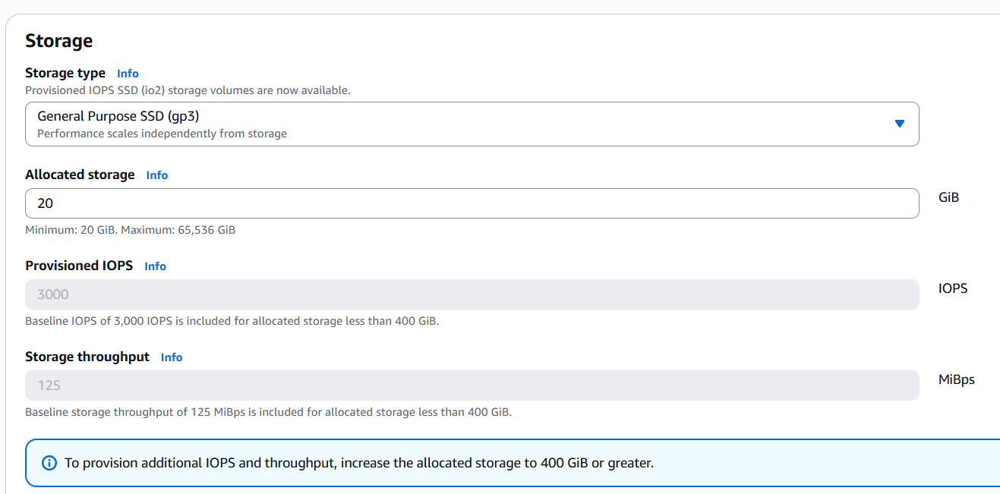 Storage
Storage type Info
Provisioned IOPS SSD (io2) storage volumes are now available.
General Purpose SSD (gp3)
Performance scales independently from storage
Allocated storage Info
20
GiB
Minimum: 20 GiB. Maximum: 65,536 GiB
Provisioned IOPS Info
3000
IOPS
Baseline IOPS of 3,000 IOPS is included for allocated storage less than 400 GiB.
Storage throughput Info
125
MiBps
Baseline storage throughput of 125 MiBps is included for allocated storage less than 400 GiB.
To provision additional IOPS and throughput, increase the allocated storage to 400 GiB or greater.